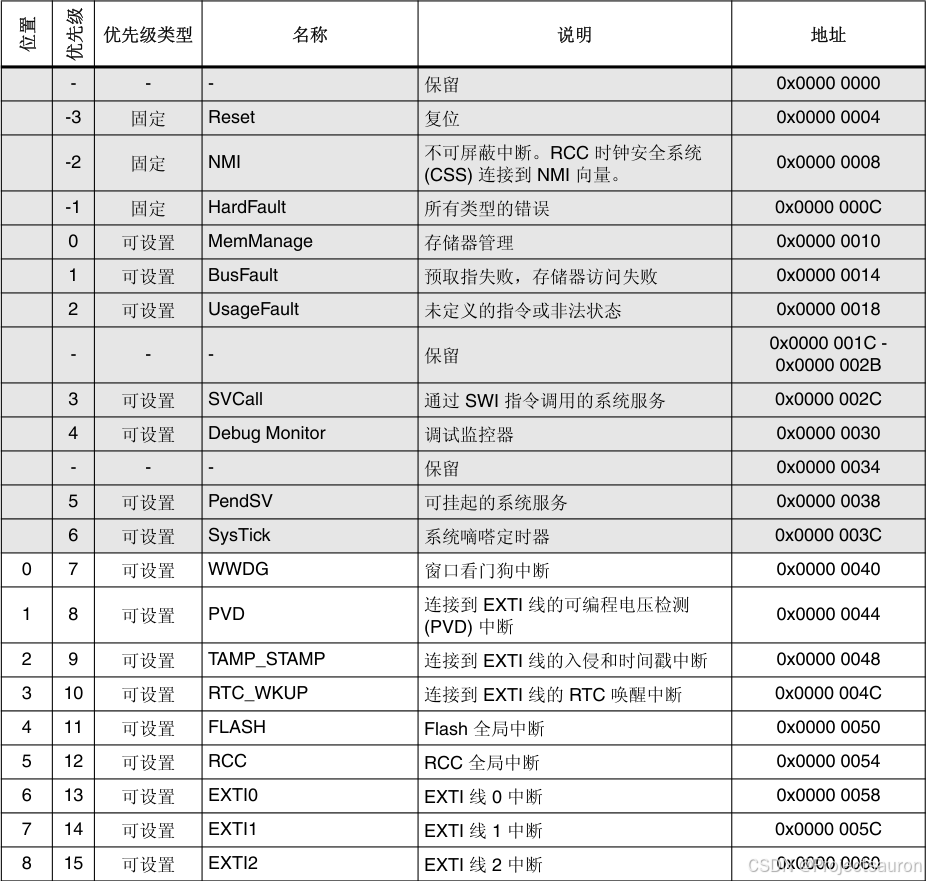 位置 优先级 优先级类型 名称 说明 地址
- - - 保留 0x0000 0000
-3 固定 Reset 复位 0x0000 0004
-2 固定 NMI 不可屏蔽中断。RCC 时钟安全系统 0x0000 0008
(CSS) 连接到 NMI 向量。
-1 固定 HardFault 所有类型的错误 0x0000 000C
0 可设置 MemManage 存储器管理 0x0000 0010
1 可设置 BusFault 预取指失败，存储器访问失败 0x0000 0014
2 可设置 UsageFault 未定义的指令或非法状态 0x0000 0018
- - - 保留 0x0000 001C -
0x0000 002B
3 可设置 SVCall 通过 SWI 指令调用的系统服务 0x0000 002C
4 可设置 Debug Monitor 调试监控器 0x0000 0030
- - - 保留 0x0000 0034
5 可设置 PendSV 可挂起的系统服务 0x0000 0038
6 可设置 SysTick 系统嘀嗒定时器 0x0000 003C
0 7 可设置 WWDG 窗口看门狗中断 0x0000 0040
1 8 可设置 PVD 连接到 EXTI 线的可编程电压检测 0x0000 0044
(PVD) 中断
2 9 可设置 TAMP_STAMP 连接到 EXTI 线的入侵和时间戳中断 0x0000 0048
3 10 可设置 RTC_WKUP 连接到 EXTI 线的 RTC 唤醒中断 0x0000 004C
4 11 可设置 FLASH Flash 全局中断 0x0000 0050
5 12 可设置 RCC RCC 全局中断 0x0000 0054
6 13 可设置 EXTI0 EXTI 线 0 中断 0x0000 0058
7 14 可设置 EXTI1 EXTI 线 1 中断 0x0000 005C
8 15 可设置 EXTI2 EXTI 线 2 中断 0x0000 0060
CSDN @Projectsauron